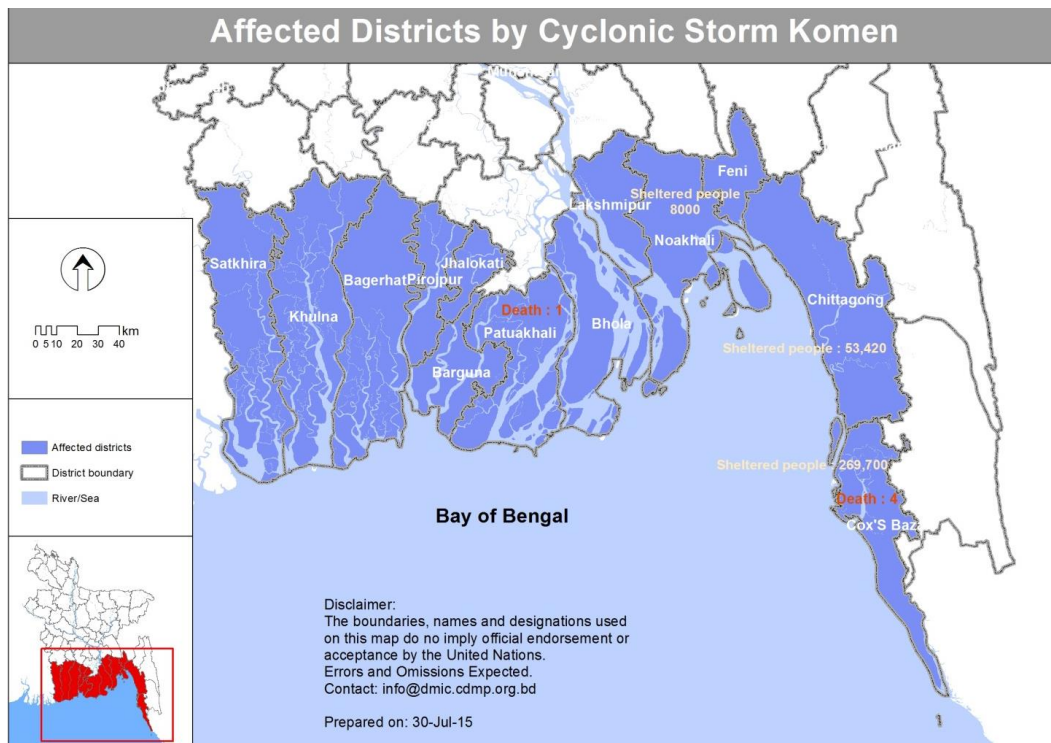 Affected Districts by Cyclonic Storm Komen
Feni
Sheltered people
8000
Lakshmipur
Noakhali
Satkhira
Jhalokati
Bagerhat
Pirojpur
Khulna
Death : 1
Patuakhali
Bhola
Barguna
Chittagong
Sheltered people : 53,420
Sheltered people - 269,700
Death : 4
Cox'S Baz
km
0 5 10 20 30 40
Affected districts
District boundary
River/Sea
Bay of Bengal
Disclaimer:
The boundaries, names and designations used
on this map do no imply official endorsement or
acceptance by the United Nations.
Errors and Omissions Expected.
Contact: info@dmic.cdmp.org.bd
Prepared on: 30-Jul-15